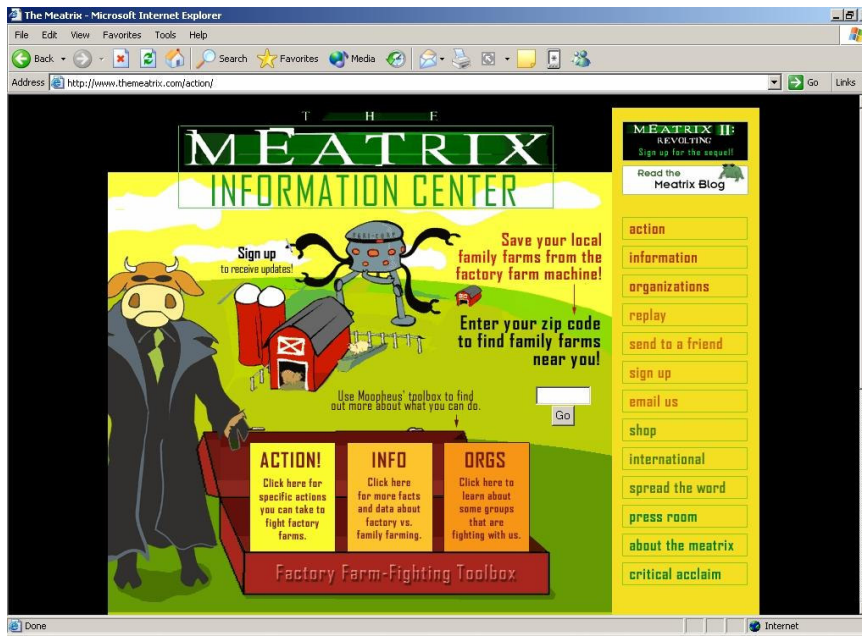 The Meatrix - Microsoft Internet Explorer
File Edit View Favorites Tools Help
Back Search Favorites Media
Address http://www.themeatrix.com/action/ Go Links
THE
MEATRIX
INFORMATION CENTER
Sign up
to receive updates!
Save your local
family farms from the
factory farm machine!
Enter your zip code
to find family farms
near you!
Go
Use Moopheus' toolbox to find
out more about what you can do.
ACTION!
Click here for
specific actions
you can take to
fight factory
farms.
INFO
Click here
for more facts
and data about
factory vs.
family farming.
ORGS
Click here to
learn about
some groups
that are
fighting with us.
Factory Farm-Fighting Toolbox
MEATRIX II:
REVOLTING
Sign up for the sequel!
Read the
Meatrix Blog
action
information
organizations
replay
send to a friend
sign up
email us
shop
international
spread the word
press room
about the meatrix
critical acclaim
Done Internet